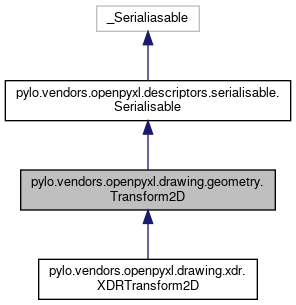 _Serialiasable
pylo.vendors.openpyxl.descriptors.serialisable.
Serialisable
pylo.vendors.openpyxl.drawing.geometry.
Transform2D
pylo.vendors.openpyxl.drawing.xdr.
XDRTransform2D